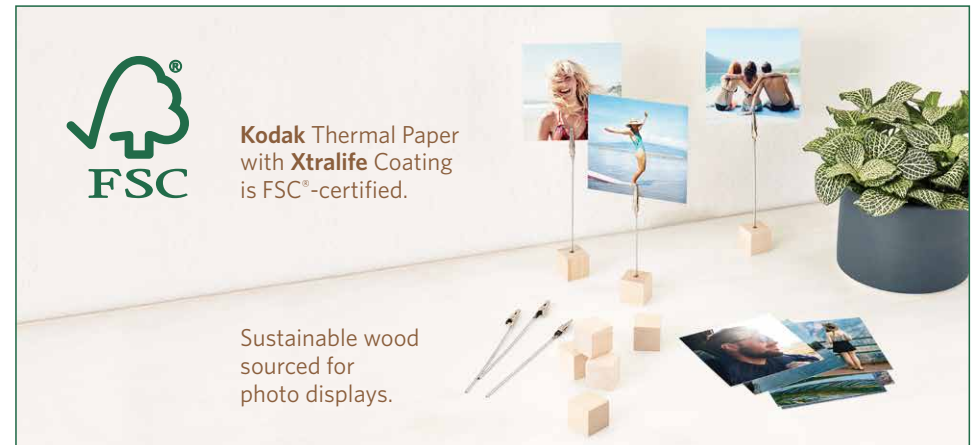 ®
FSC
Kodak Thermal Paper
with Xtralife Coating
is FSC®-certified.
Sustainable wood
sourced for
photo displays.